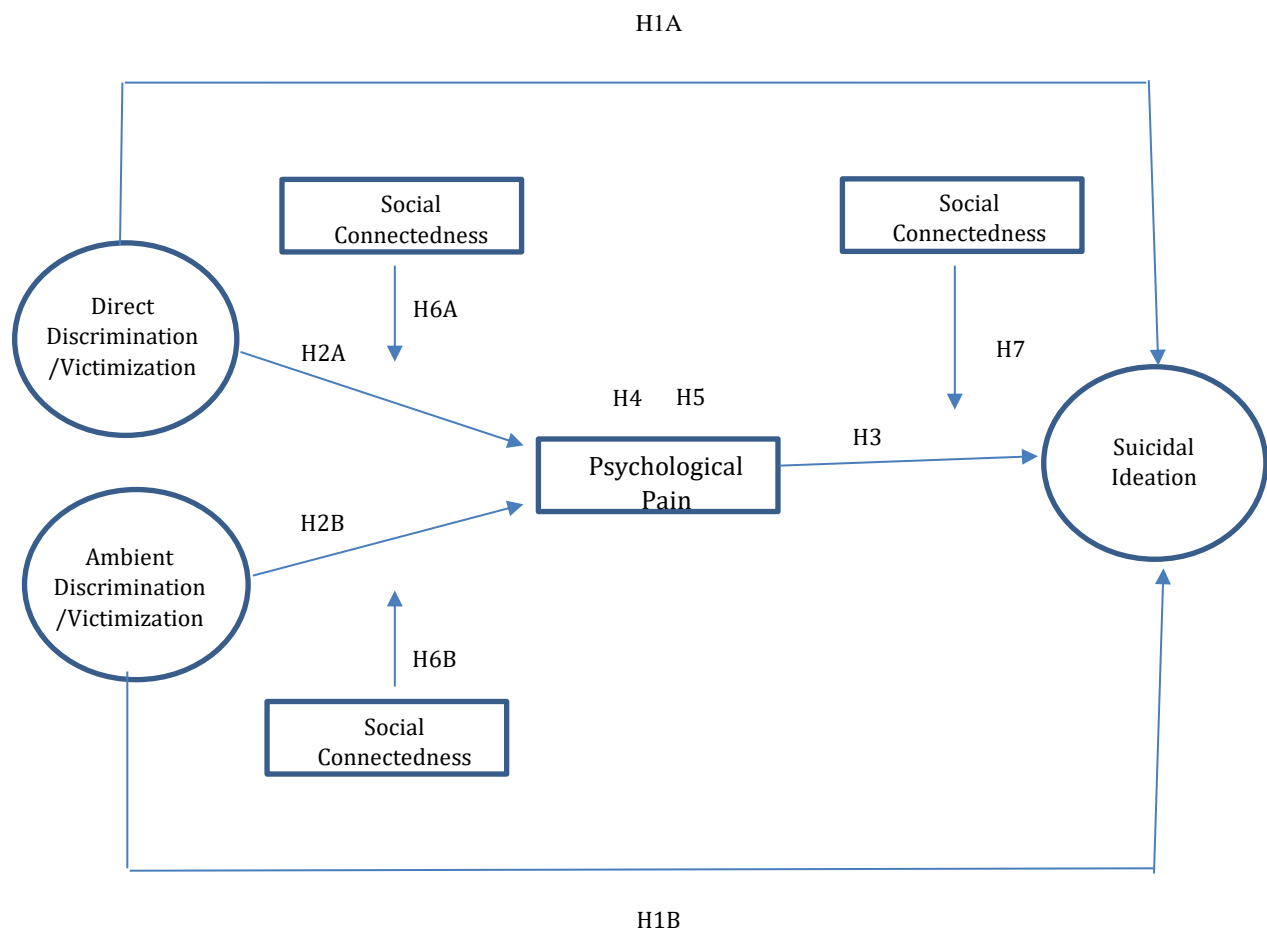 H1A
Social
Connectedness
Social
Connectedness
Direct
Discrimination
/Victimization
H6A
H2A
H7
H4 H5
H3
Psychological
Pain
Suicidal
Ideation
H2B
Ambient
Discrimination
/Victimization
H6B
Social
Connectedness
H1B